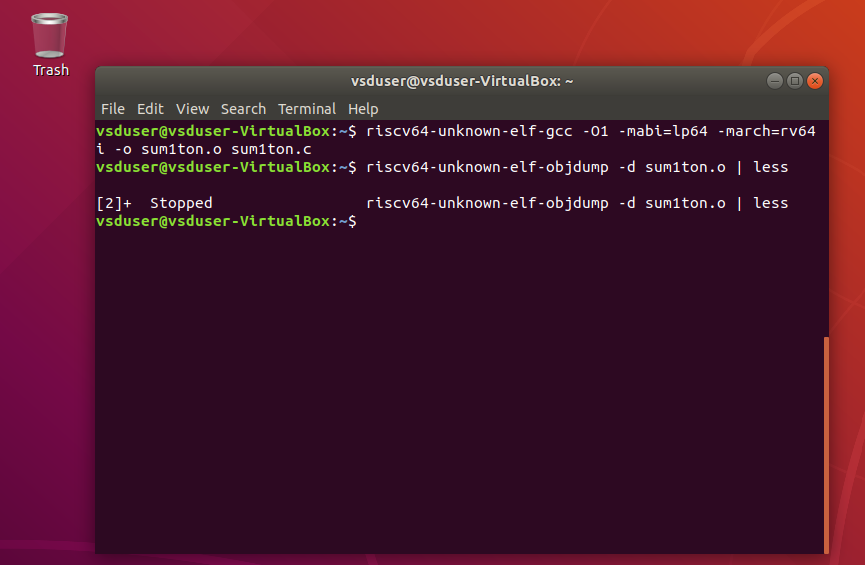 Trash
vsduser@vsduser-VirtualBox: ~
File Edit View Search Terminal Help
vsduser@vsduser-VirtualBox:~$ riscv64-unknown-elf-gcc -O1 -mabi=lp64 -march=rv64
i -o sum1ton.o sum1ton.c
vsduser@vsduser-VirtualBox:~$ riscv64-unknown-elf-objdump -d sum1ton.o | less
[2]+  Stopped                 riscv64-unknown-elf-objdump -d sum1ton.o | less
vsduser@vsduser-VirtualBox:~$